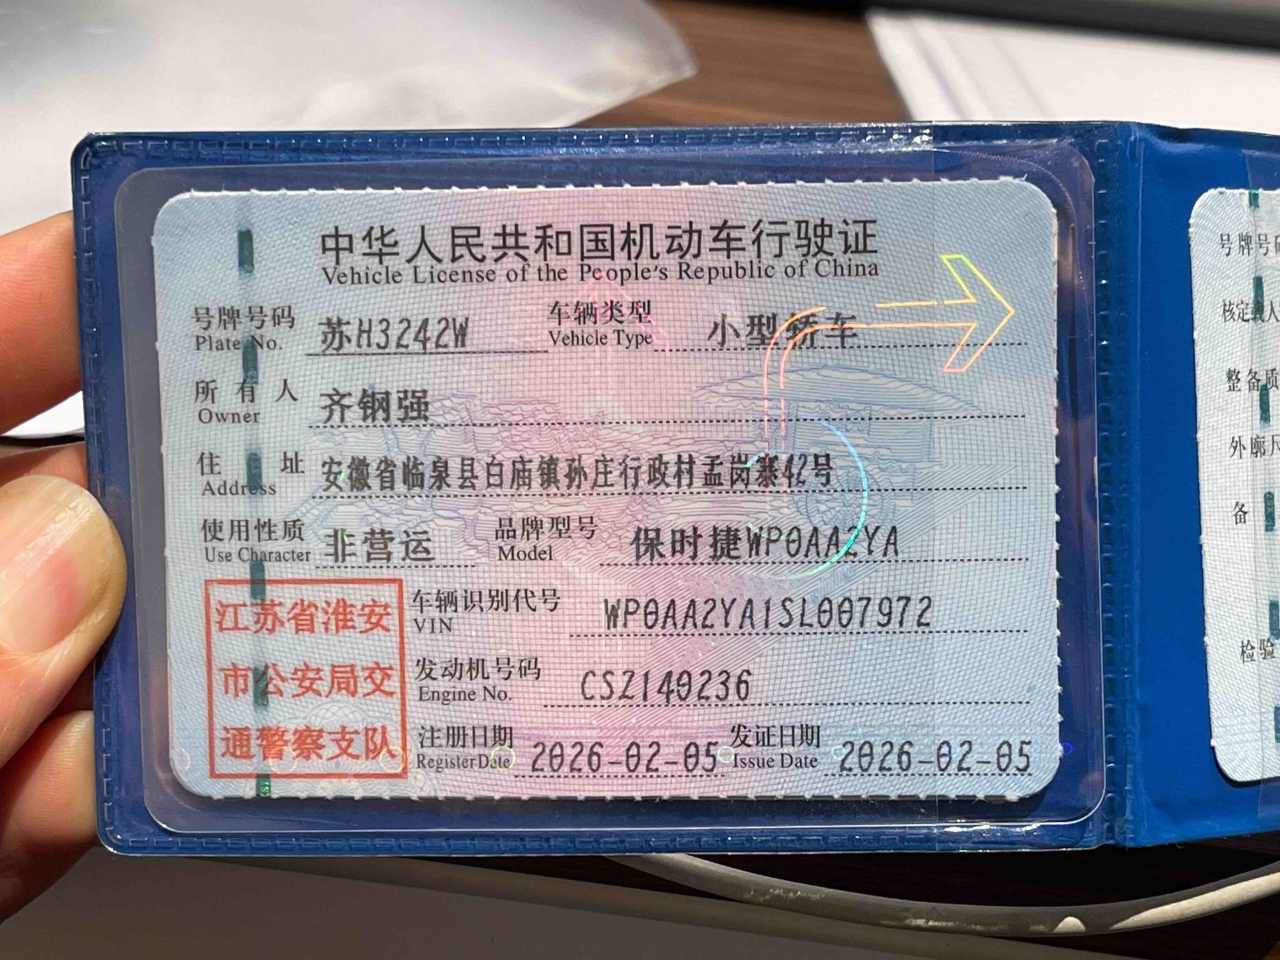 中华人民共和国机动车行驶证
Vehicle License of the People's Republic of China
号牌号码 苏H3242W 车辆类型 小型轿车
Plate No. Vehicle Type
所有人 齐钢强
Owner
住址 安徽省临泉县白庙镇孙庄行政村孟岗寨42号
Address
使用性质 非营运 品牌型号 保时捷WP0AA2YA
Use Character Model
江苏省淮安
市公安局交
通警察支队
车辆识别代号 WP0AA2YA1SL007972
VIN
发动机号码 CSZ140236
Engine No.
注册日期 2026-02-05 发证日期 2026-02-05
Register Date Issue Date
号牌号
核定载人
整备质
外廓尺
备
检验